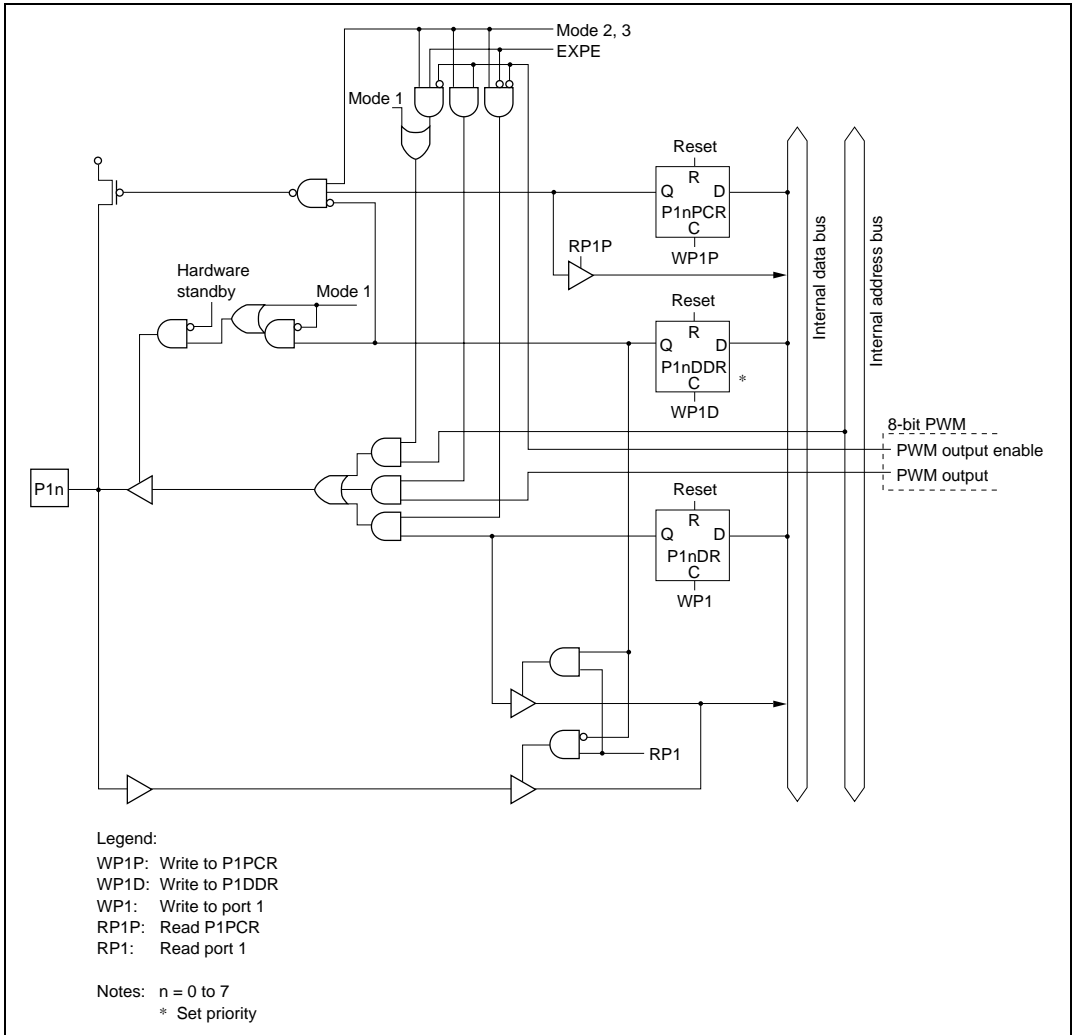 Mode 2, 3
EXPE
Mode 1
Reset
R
Q D
P1nPCR
C
WP1P
RP1P
Hardware
standby
Mode 1
Reset
R
Q D
P1nDDR
C
*
WP1D
Internal data bus
Internal address bus
8-bit PWM
PWM output enable
PWM output
P1n
Reset
R
Q D
P1nDR
C
WP1
RP1
Legend:
WP1P: Write to P1PCR
WP1D: Write to P1DDR
WP1: Write to port 1
RP1P: Read P1PCR
RP1: Read port 1
Notes: n = 0 to 7
* Set priority